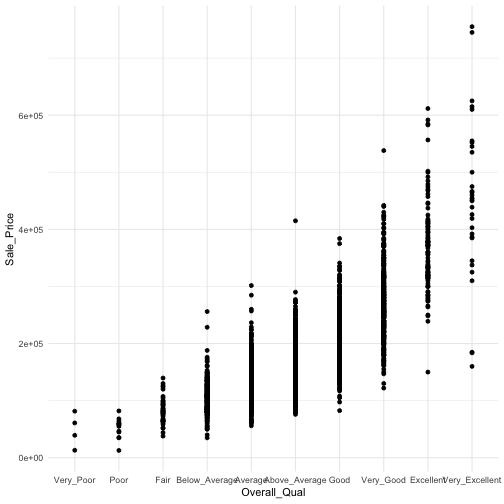 Sale_Price
6e+05
4e+05
2e+05
0e+00
Very_Poor Poor Fair Below_Average Average Above_Average Good Very_Good Excellent Very_Excellent
Overall_Qual